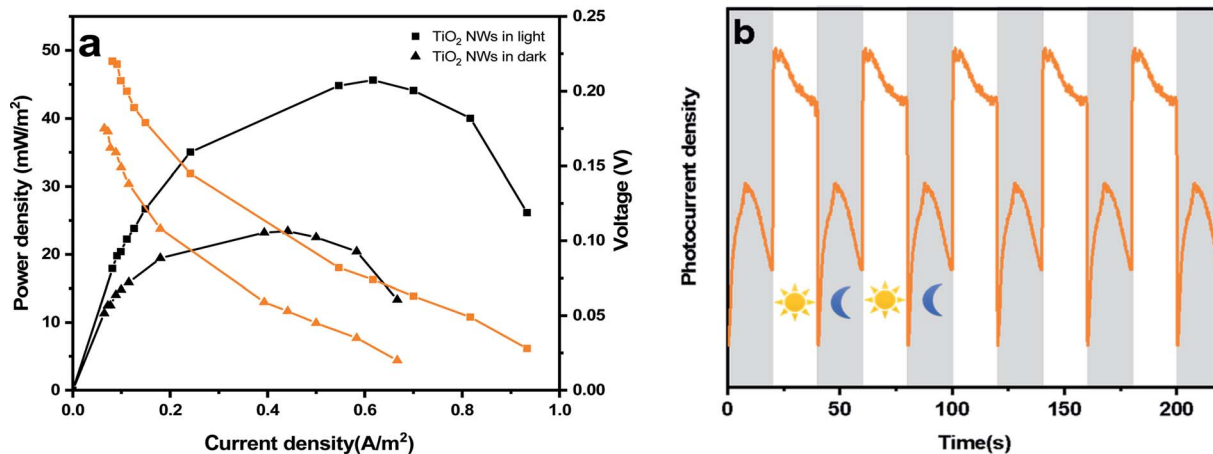 a
TiO2 NWs in light
TiO2 NWs in dark
Power density (mW/m²)
50
40
30
20
10
0
0.25
0.20
0.15
0.10
0.05
0.00
Voltage (V)
0.0 0.2 0.4 0.6 0.8 1.0
Current density(A/m²)
b
Photocurrent density
0 50 100 150 200
Time(s)